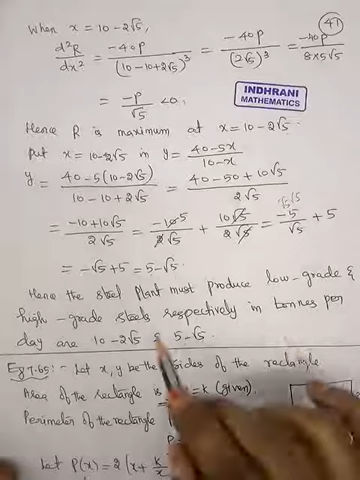 When x = 10 - 2√5 (41)
d²R/dx² = -40P/(10-10+2√5)³ = -40P/(2√5)³ = -40P/8×5√5
= -P/√5 < 0.
INDHRANI
MATHEMATICS
Hence R is maximum at x = 10-2√5.
Put x = 10-2√5 in y = 40-5x/10-x
y = 40-5(10-2√5)/10-10+2√5 = 40-50+10√5/2√5
= -10+10√5/2√5 = -10 5/2√5 + 10√5/2√5 = -5/√5 + 5
√5√5
= -√5+5 = 5-√5.
Hence the steel Plant must produce low-grade &
high-grade steels respectively in tonnes per
day are 10-2√5 & 5-√5.
Eg 7.65:- Let x, y be the sides of the rectangle
Area of the rectangle is = k (given).
Perimeter of the rectangle
P
Let P(x) = 2(x + k/x